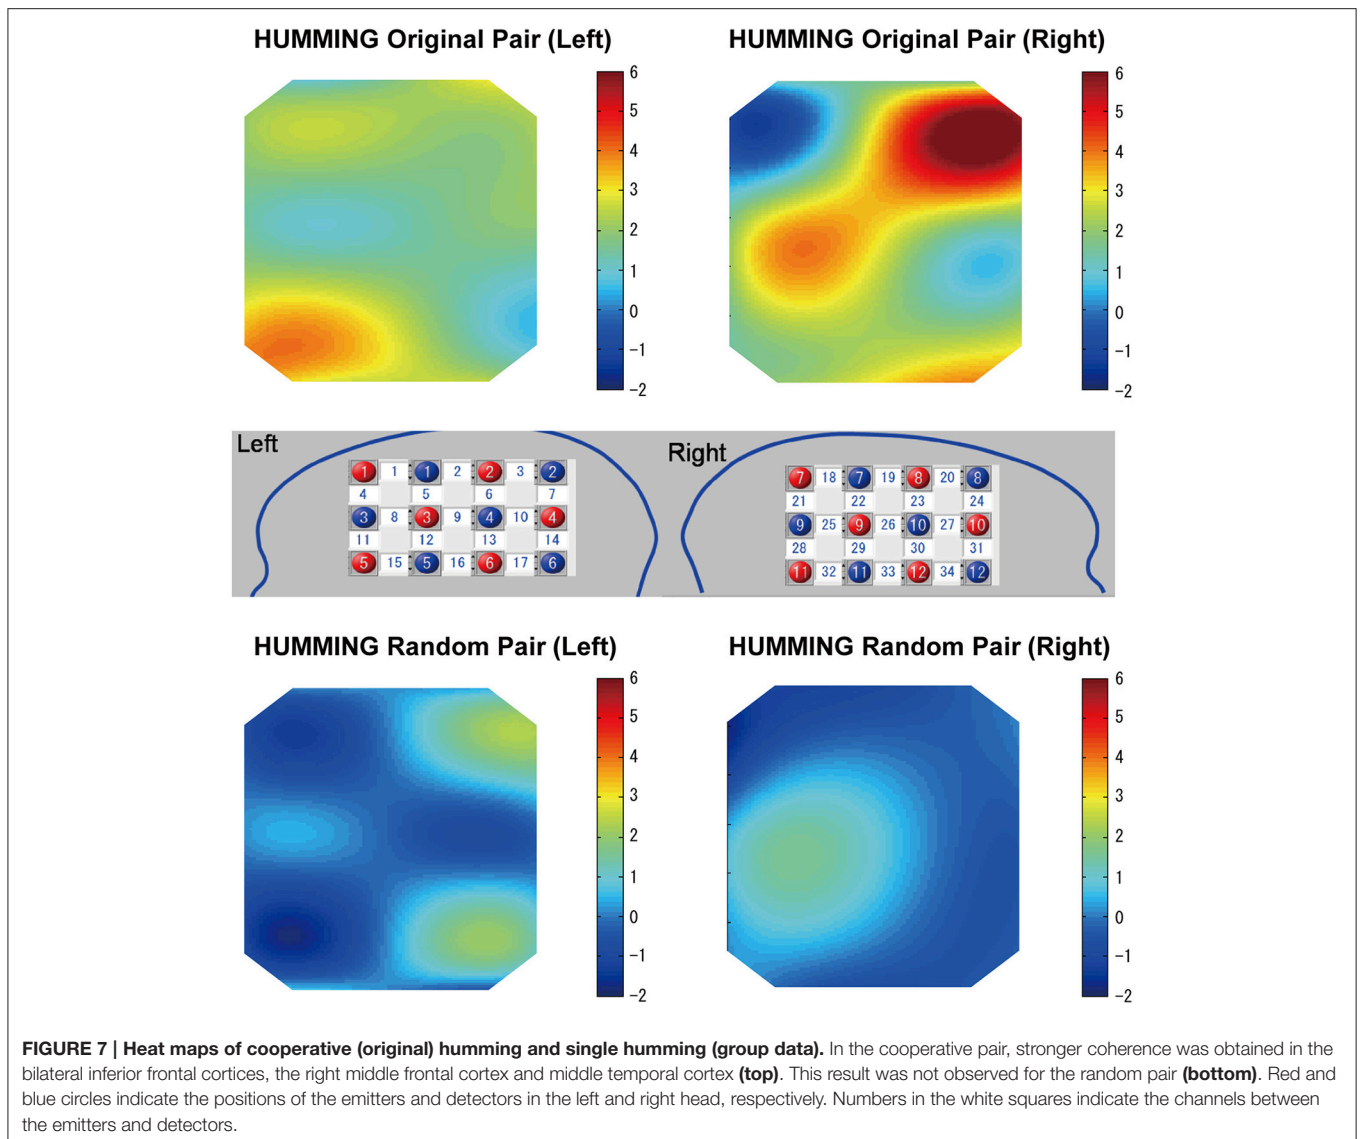 HUMMING Original Pair (Left)
HUMMING Original Pair (Right)
6
5
4
3
2
1
0
−1
−2
6
5
4
3
2
1
0
−1
−2
Left
1 1 1 2 2 3 2
4 5 6 7
3 8 3 9 4 10 4
11 12 13 14
5 15 5 16 6 17 6
Right
7 18 7 19 8 20 8
21 22 23 24
9 25 9 26 10 27 10
28 29 30 31
11 32 11 33 12 34 12
HUMMING Random Pair (Left)
HUMMING Random Pair (Right)
6
5
4
3
2
1
0
−1
−2
6
5
4
3
2
1
0
−1
−2
FIGURE 7 | Heat maps of cooperative (original) humming and single humming (group data). In the cooperative pair, stronger coherence was obtained in the
bilateral inferior frontal cortices, the right middle frontal cortex and middle temporal cortex (top). This result was not observed for the random pair (bottom). Red and
blue circles indicate the positions of the emitters and detectors in the left and right head, respectively. Numbers in the white squares indicate the channels between
the emitters and detectors.